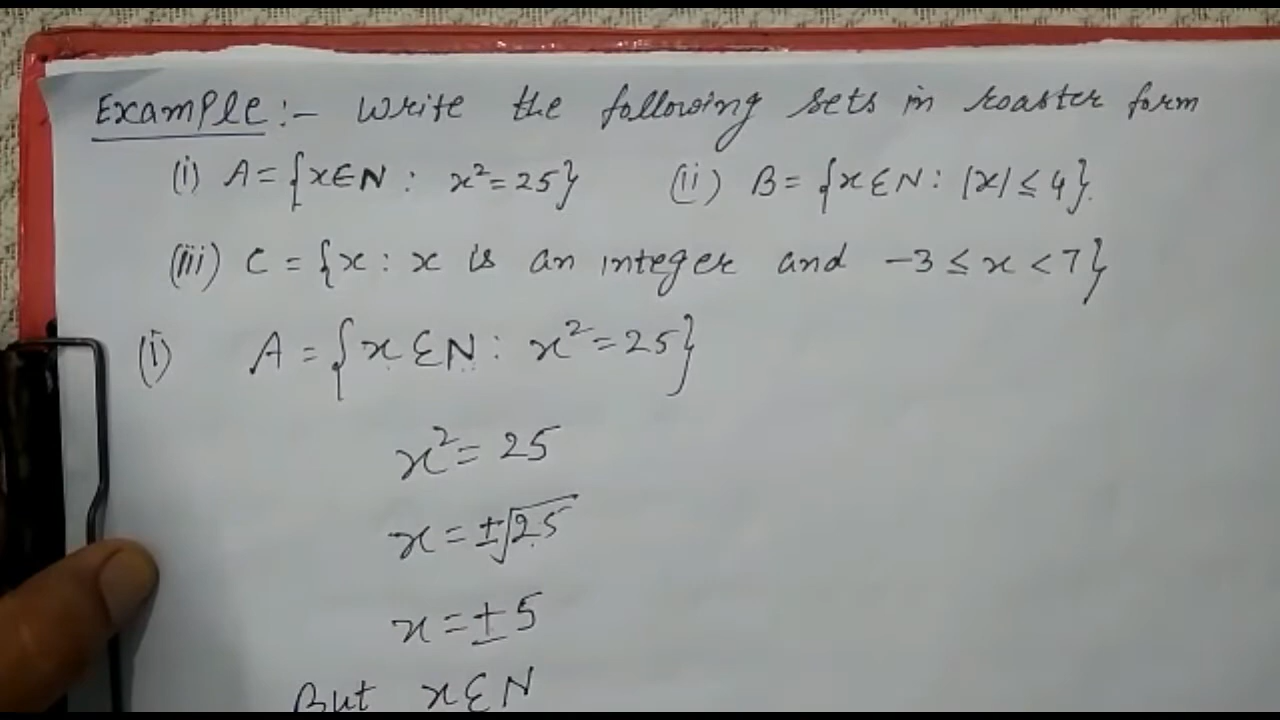 Example:- Write the following sets in roaster form
(i) A = {x∈N : x²=25} (ii) B = {x∈N : |x| ≤ 4}.
(iii) C = {x : x is an integer and -3 ≤ x < 7}
(i) A = {x∈N : x²=25}
x² = 25
x = ±√25
x = ±5
But x∈N